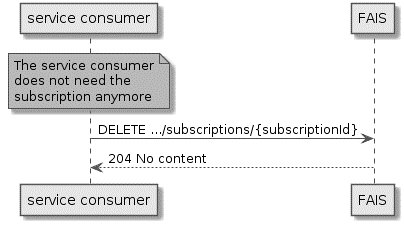 service consumer
FAIS
The service consumer
does not need the
subscription anymore
DELETE .../subscriptions/{subscriptionId}
204 No content
service consumer
FAIS